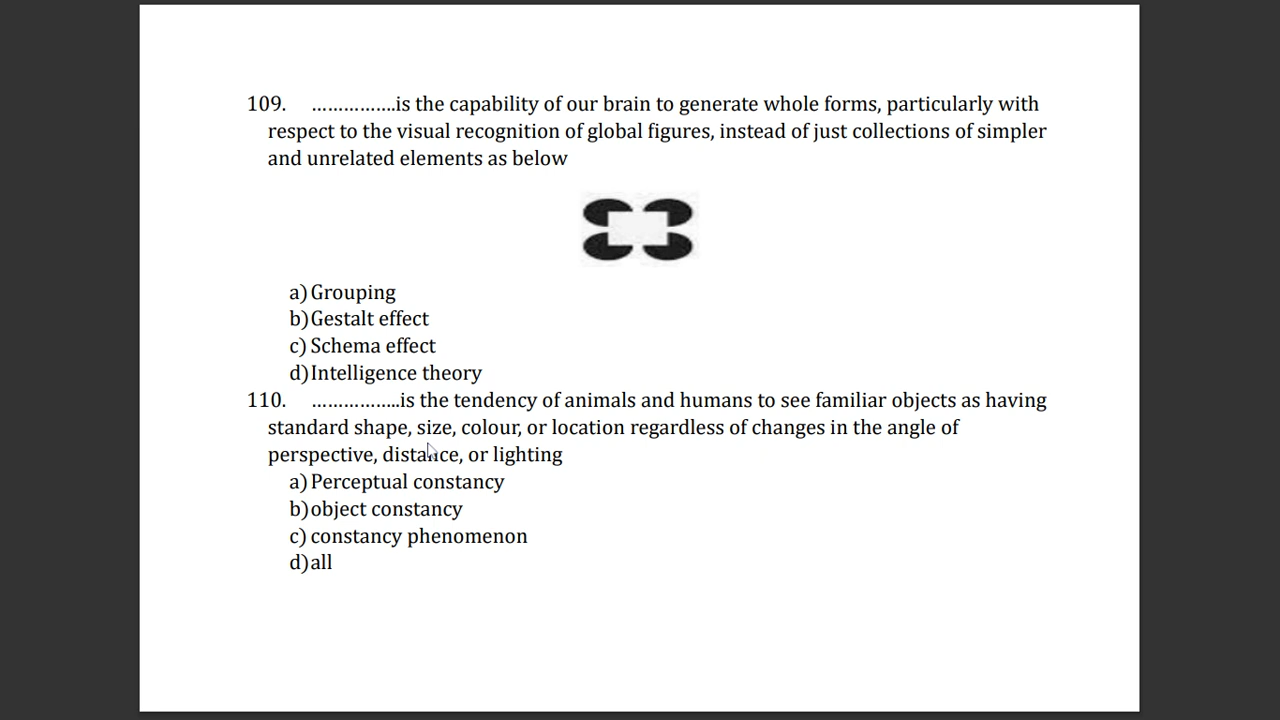 109. ................is the capability of our brain to generate whole forms, particularly with
respect to the visual recognition of global figures, instead of just collections of simpler
and unrelated elements as below
a) Grouping
b) Gestalt effect
c) Schema effect
d) Intelligence theory
110. .................is the tendency of animals and humans to see familiar objects as having
standard shape, size, colour, or location regardless of changes in the angle of
perspective, distance, or lighting
a) Perceptual constancy
b) object constancy
c) constancy phenomenon
d) all